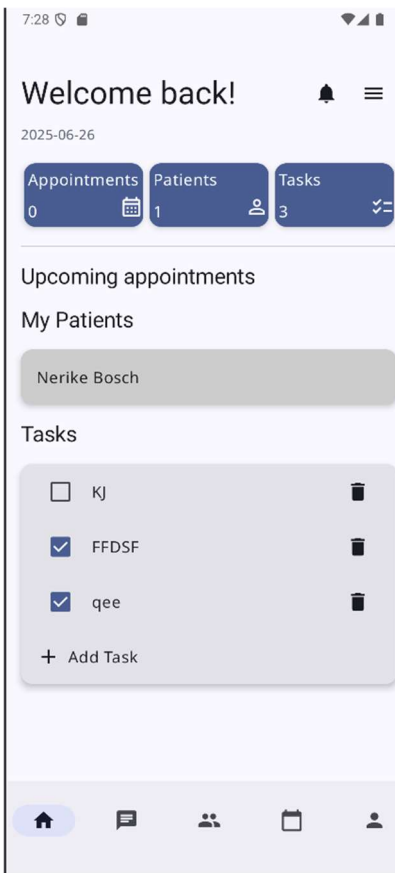 7:28
Welcome back!
2025-06-26
Appointments Patients Tasks
0 1 3
Upcoming appointments
My Patients
Nerike Bosch
Tasks
KJ
FFDSF
qee
+ Add Task